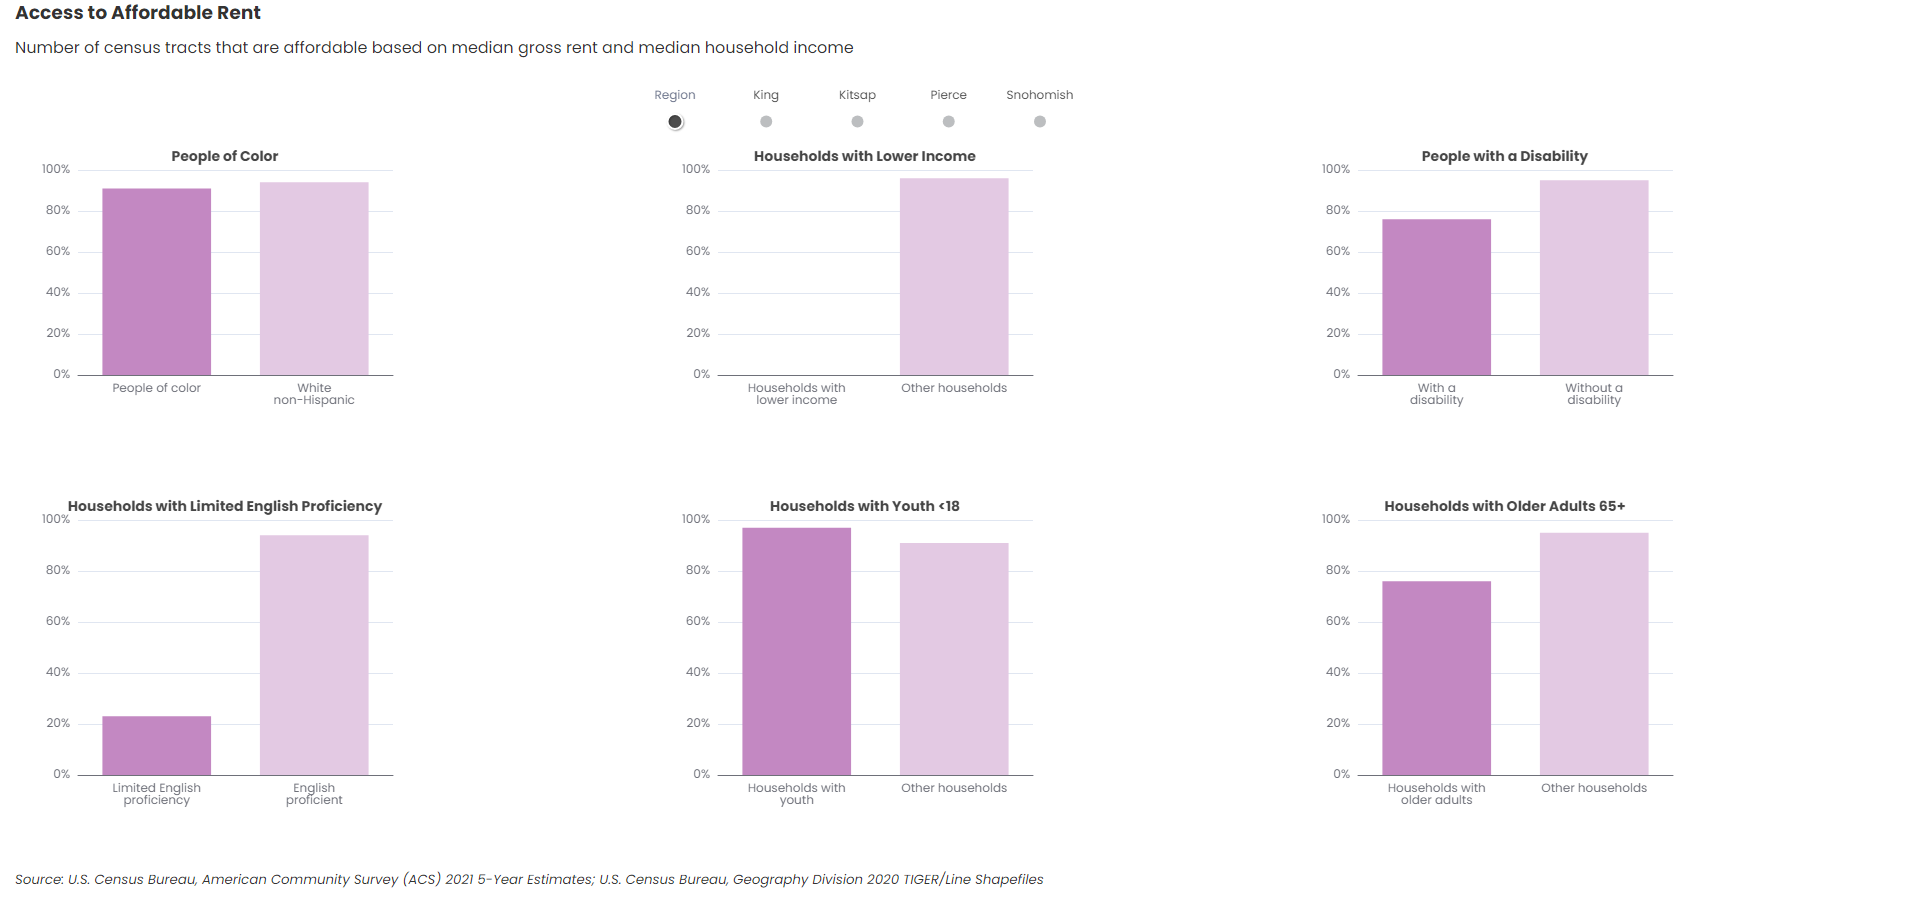 Access to Affordable Rent
Number of census tracts that are affordable based on median gross rent and median household income
Region King Kitsap Pierce Snohomish
People of Color
100%
80%
60%
40%
20%
0%
People of color
White
non-Hispanic
Households with Lower Income
100%
80%
60%
40%
20%
0%
Households with
lower income
Other households
People with a Disability
100%
80%
60%
40%
20%
0%
With a
disability
Without a
disability
Households with Limited English Proficiency
100%
80%
60%
40%
20%
0%
Limited English
proficiency
English
proficient
Households with Youth <18
100%
80%
60%
40%
20%
0%
Households with
youth
Other households
Households with Older Adults 65+
100%
80%
60%
40%
20%
0%
Households with
older adults
Other households
Source: U.S. Census Bureau, American Community Survey (ACS) 2021 5-Year Estimates; U.S. Census Bureau, Geography Division 2020 TIGER/Line Shapefiles